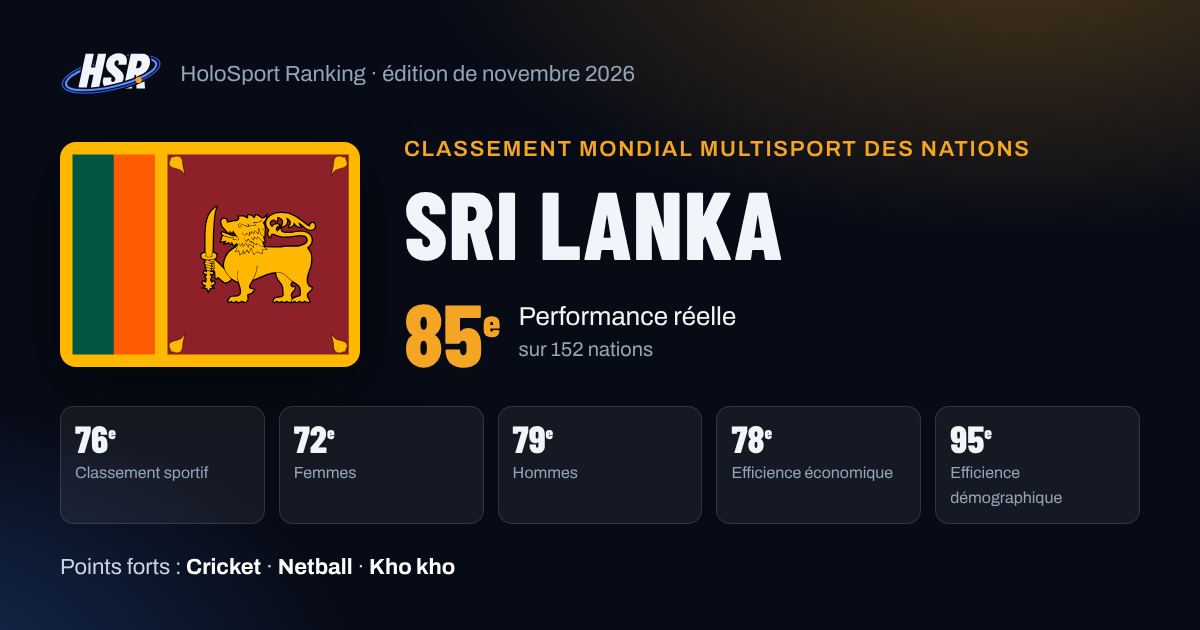 HSR
HoloSport Ranking · édition de novembre 2026
CLASSEMENT MONDIAL MULTISPORT DES NATIONS
SRI LANKA
85e Performance réelle
sur 152 nations
76e
Classement sportif
72e
Femmes
79e
Hommes
78e
Efficience économique
95e
Efficience
démographique
Points forts : Cricket · Netball · Kho kho